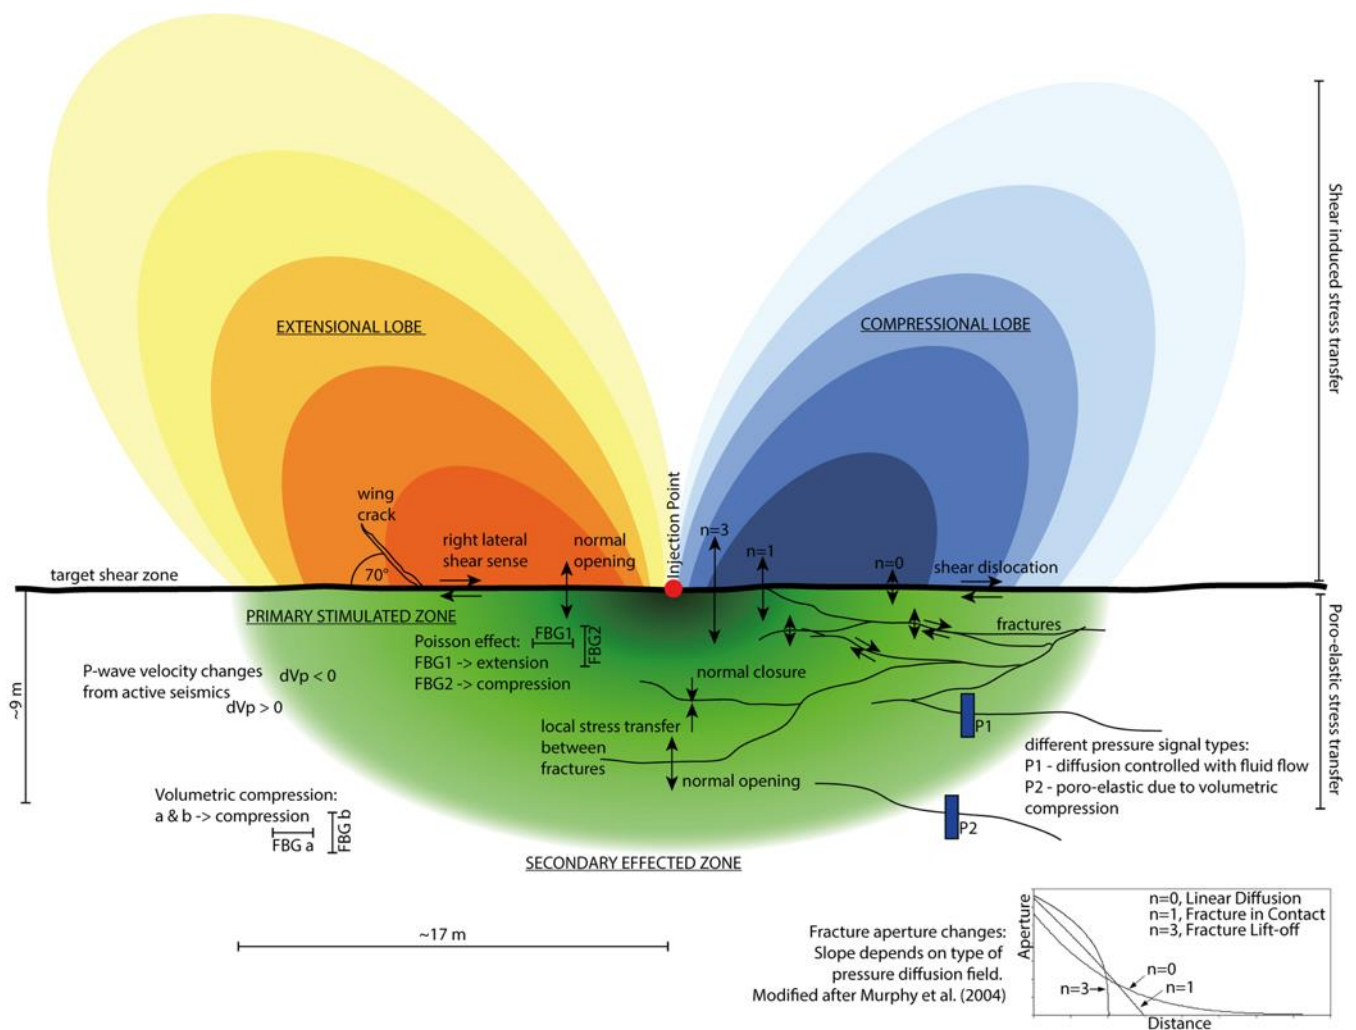 EXTENSIONAL LOBE
COMPRESSIONAL LOBE
Shear induced stress transfer
wing
crack
70°
right lateral
shear sense
normal
opening
Injection Point
n=3
n=1
n=0
shear dislocation
target shear zone
PRIMARY STIMULATED ZONE
Poisson effect:
FBG1 -> extension
FBG2 -> compression
FBG1
FBG2
fractures
Poro-elastic stress transfer
P-wave velocity changes
from active seismics
dVp < 0
dVp > 0
~9 m
normal closure
local stress transfer
between
fractures
normal opening
P1
different pressure signal types:
P1 - diffusion controlled with fluid flow
P2 - poro-elastic due to volumetric
compression
P2
Volumetric compression:
a & b -> compression
FBG a
FBG b
SECONDARY EFFECTED ZONE
~17 m
Fracture aperture changes:
Slope depends on type of
pressure diffusion field.
Modified after Murphy et al. (2004)
Aperture
n=0, Linear Diffusion
n=1, Fracture in Contact
n=3, Fracture Lift-off
n=0
n=3
n=1
Distance